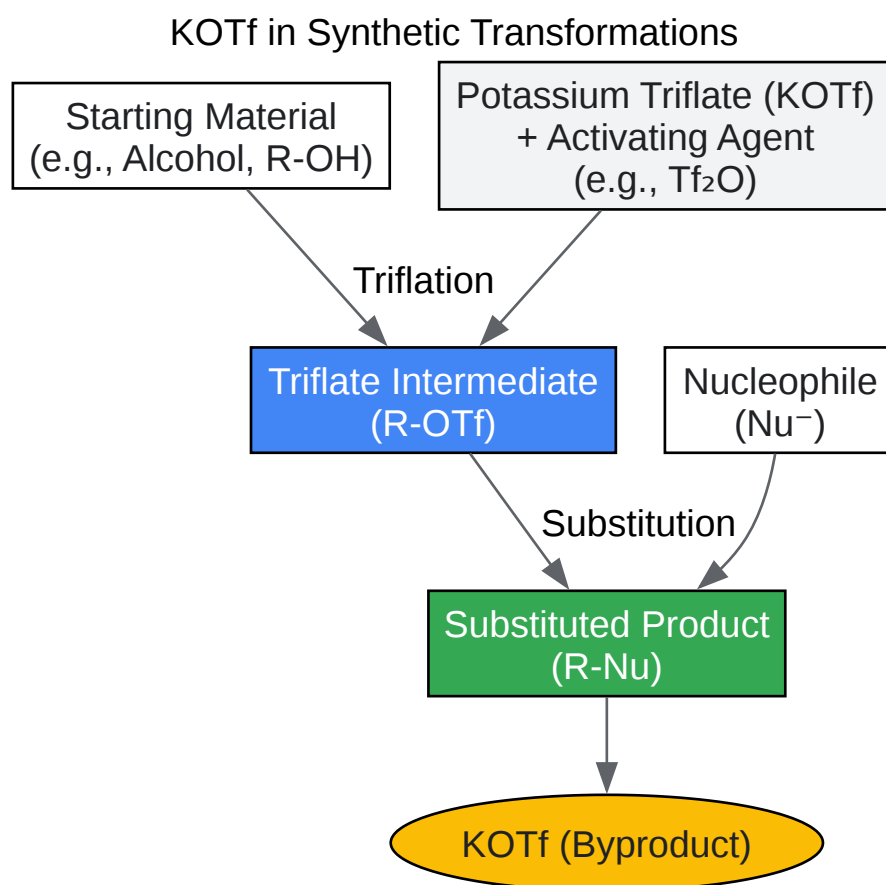 KOTf in Synthetic Transformations
Starting Material
(e.g., Alcohol, R-OH)
Potassium Triflate (KOTf)
+ Activating Agent
(e.g., Tf₂O)
Triflation
Triflate Intermediate
(R-OTf)
Nucleophile
(Nu⁻)
Substitution
Substituted Product
(R-Nu)
KOTf (Byproduct)